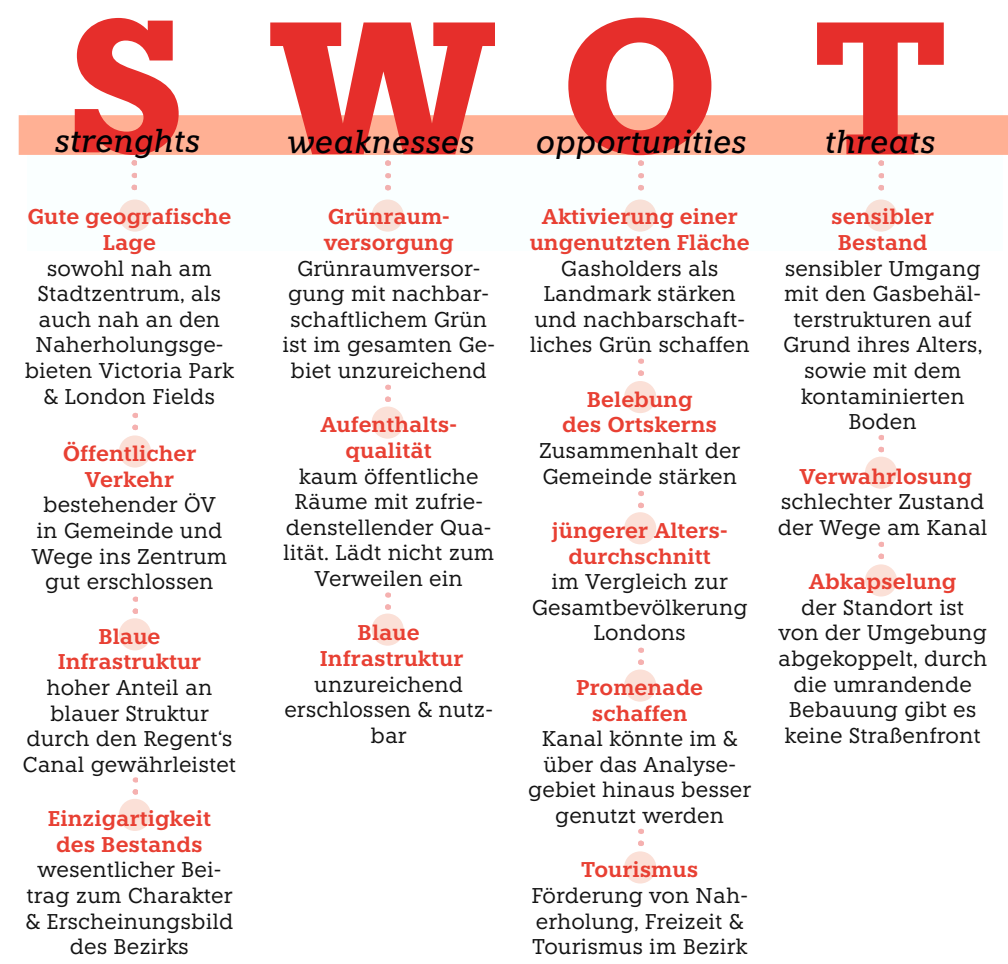 S W O T
strenghts weaknesses opportunities threats
Gute geografische
Lage
sowohl nah am
Stadtzentrum, als
auch nah an den
Naherholungsge-
bieten Victoria Park
& London Fields
Öffentlicher
Verkehr
bestehender ÖV
in Gemeinde und
Wege ins Zentrum
gut erschlossen
Blaue
Infrastruktur
hoher Anteil an
blauer Struktur
durch den Regent‘s
Canal gewährleistet
Einzigartigkeit
des Bestands
wesentlicher Bei-
trag zum Charakter
& Erscheinungsbild
des Bezirks
Grünraum-
versorgung
Grünraumversor-
gung mit nachbar-
schaftlichem Grün
ist im gesamten Ge-
biet unzureichend
Aufenthalts-
qualität
kaum öffentliche
Räume mit zufrie-
denstellender Qua-
lität. Lädt nicht zum
Verweilen ein
Blaue
Infrastruktur
unzureichend
erschlossen & nutz-
bar
Aktivierung einer
ungenutzten Fläche
Gasholders als
Landmark stärken
und nachbarschaft-
liches Grün schaffen
Belebung
des Ortskerns
Zusammenhalt der
Gemeinde stärken
jüngerer Alters-
durchschnitt
im Vergleich zur
Gesamtbevölkerung
Londons
Promenade
schaffen
Kanal könnte im &
über das Analyse-
gebiet hinaus besser
genutzt werden
Tourismus
Förderung von Nah-
erholung, Freizeit &
Tourismus im Bezirk
sensibler
Bestand
sensibler Umgang
mit den Gasbehäl-
terstrukturen auf
Grund ihres Alters,
sowie mit dem
kontaminierten
Boden
Verwahrlosung
schlechter Zustand
der Wege am Kanal
Abkapselung
der Standort ist
von der Umgebung
abgekoppelt, durch
die umrandende
Bebauung gibt es
keine Straßenfront